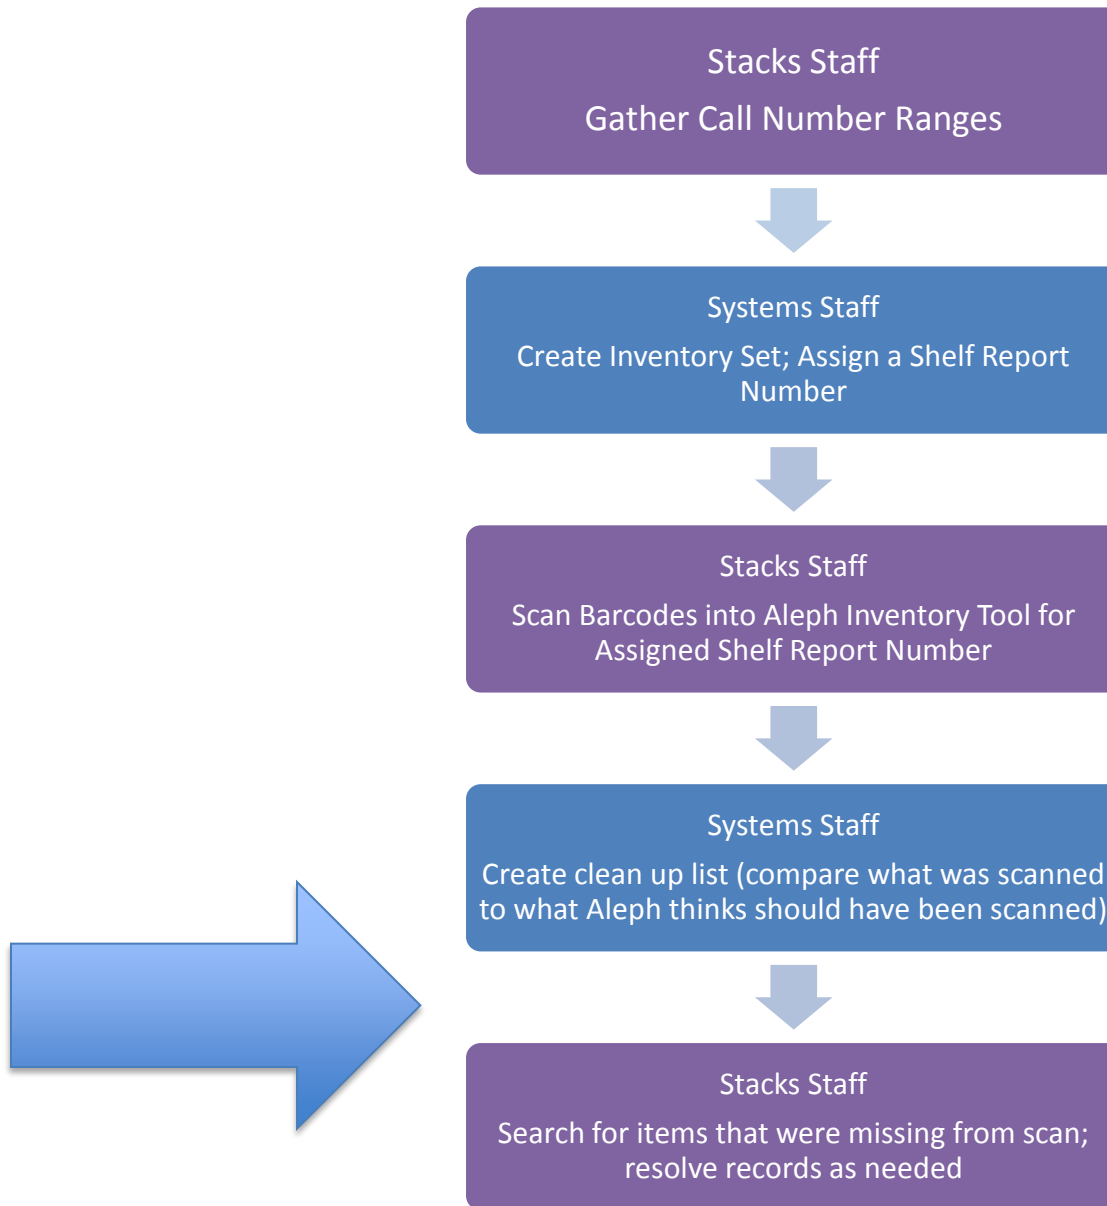 Stacks Staff
Gather Call Number Ranges
Systems Staff
Create Inventory Set; Assign a Shelf Report
Number
Stacks Staff
Scan Barcodes into Aleph Inventory Tool for
Assigned Shelf Report Number
Systems Staff
Create clean up list (compare what was scanned
to what Aleph thinks should have been scanned)
Stacks Staff
Search for items that were missing from scan;
resolve records as needed